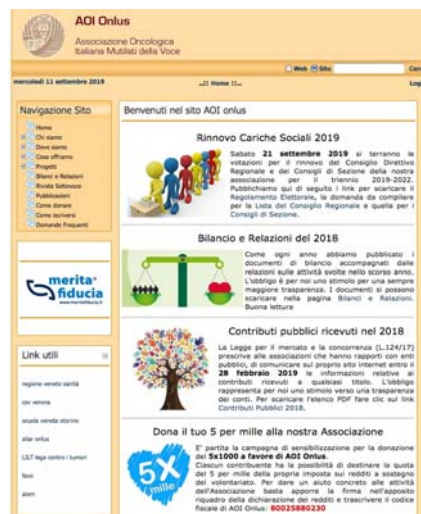 AOI Onlus
Associazione Oncologica
Italiana Mutilati della Voce
Web Sito
Cerc
mercoledì 11 settembre 2019
..:: Home ::..
Log
Navigazione Sito
Home
Chi siamo
Dove siamo
Cosa offriamo
Progetti
Bilanci e Relazioni
Rivista Sottovoce
Pubblicazioni
Come donare
Come iscriversi
Domande Frequenti
merita
fiducia
www.meritafiducia.it
Link utili
regione veneto sanità
csv verona
scuola veneta vitorino
ailar onlus
LILT lega contro i tumori
favo
aiom
Benvenuti nel sito AOI onlus
Rinnovo Cariche Sociali 2019
Sabato 21 settembre 2019 si terranno le
votazioni per il rinnovo del Consiglio Direttivo
Regionale e dei Consigli di Sezione della nostra
associazione per il triennio 2019-2022.
Pubblichiamo qui di seguito i link per scaricare il
Regolamento Elettorale, la domanda da compilare
per la Lista del Consiglio Regionale e quella per i
Consigli di Sezione.
Bilancio e Relazioni del 2018
Come ogni anno abbiamo pubblicato i
documenti di bilancio accompagnati dalle
relazioni sulle attività svolte nello scorso anno.
L'obbligo è per noi uno stimolo per una sempre
maggiore trasparenza. I documenti si possono
scaricare nella pagina Bilanci e Relazioni.
Buona lettura
Contributi pubblici ricevuti nel 2018
La Legge per il mercato e la concorrenza (L.124/17)
prescrive alle associazioni che hanno rapporti con enti
pubblici, di comunicare sul proprio sito internet entro il
28 febbraio 2019 le informazioni relative ai
contributi ricevuti a qualsiasi titolo. L'obbligo
rappresenta per noi uno stimolo verso una trasparenza
dei conti. Per scaricare l'elenco PDF fare clic sul link
Contributi Pubblici 2018.
Dona il tuo 5 per mille alla nostra Associazione
5X
mille
E' partita la campagna di sensibilizzazione per la donazione
del 5x1000 a favore di AOI Onlus.
Ciascun contribuente ha la possibilità di destinare la quota
del 5 per mille della propria imposta sui redditi a sostegno
del volontariato. Per dare un aiuto concreto alle attività
dell'Associazione basta apporre la firma nell'apposito
riquadro della dichiarazione dei redditi e trascrivere il codice
fiscale di AOI Onlus: 80025880230